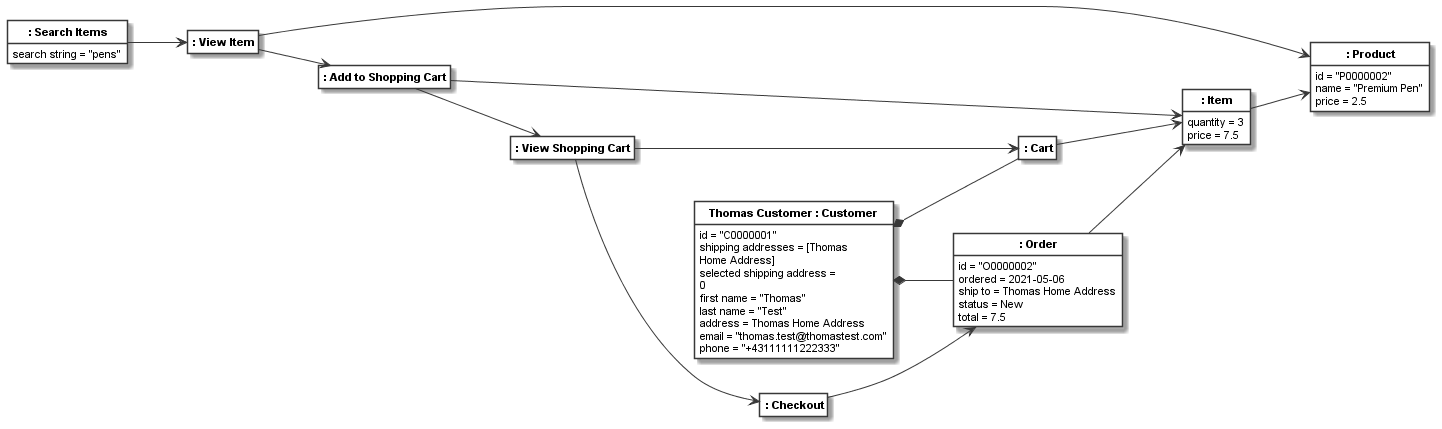 : Search Items
search string = "pens"
: View Item
: Add to Shopping Cart
: View Shopping Cart
: Product
id = "P0000002"
name = "Premium Pen"
price = 2.5
: Item
quantity = 3
price = 7.5
: Cart
Thomas Customer : Customer
id = "C0000001"
shipping addresses = [Thomas
Home Address]
selected shipping address =
0
first name = "Thomas"
last name = "Test"
address = Thomas Home Address
email = "thomas.test@thomastest.com"
phone = "+43111111222333"
: Order
id = "O0000002"
ordered = 2021-05-06
ship to = Thomas Home Address
status = New
total = 7.5
: Checkout